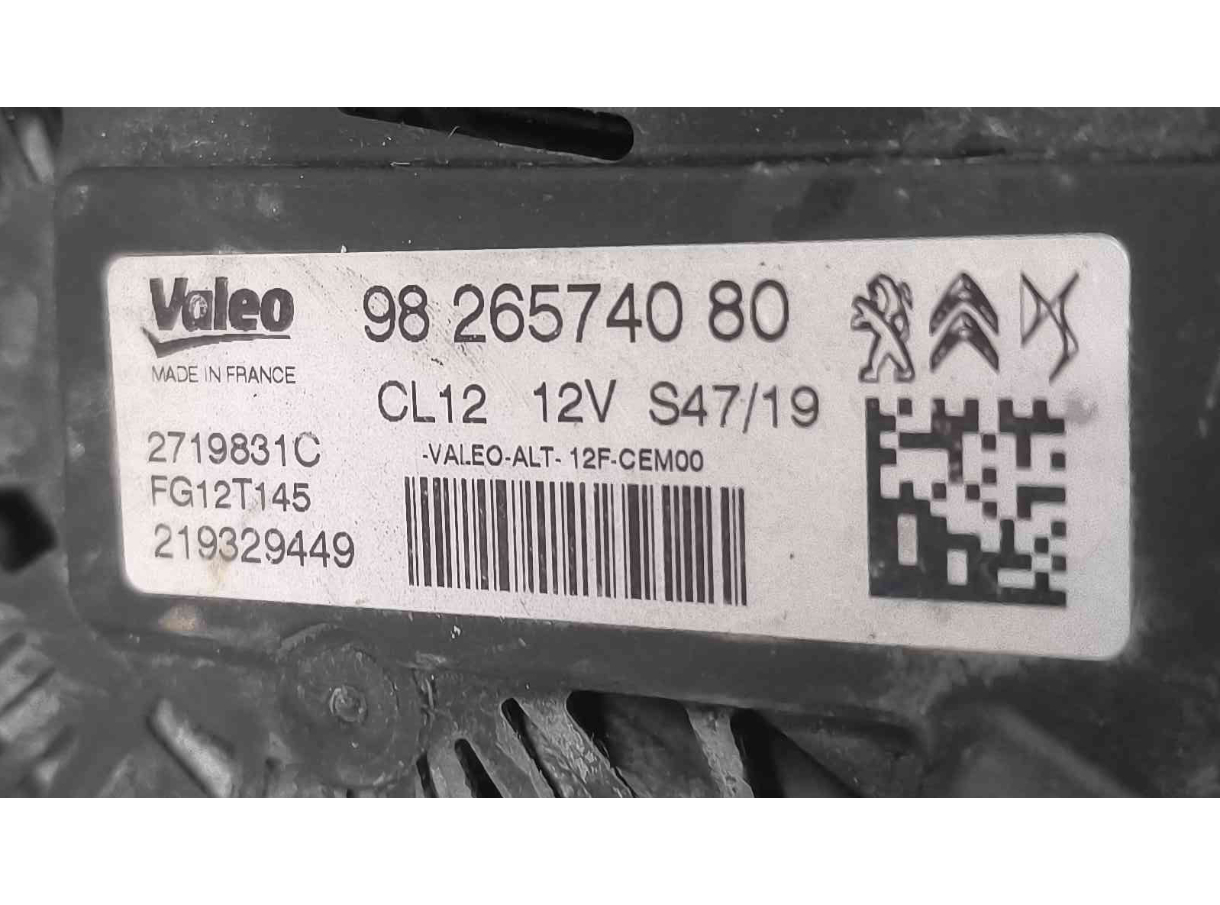 Valeo
MADE IN FRANCE
98 265740 80
CL12 12V S47/19
2719831C
FG12T145
219329449
-VALEO-ALT- 12F-CEM00